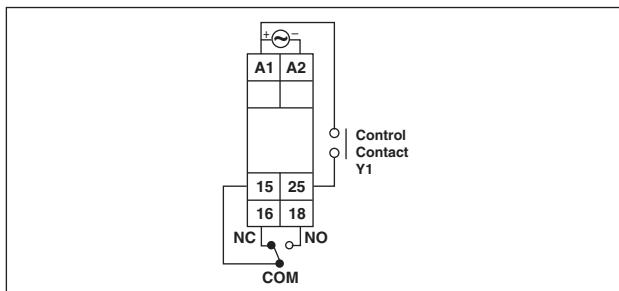 + ~ −
A1 A2
Control
Contact
Y1
15 25
16 18
NC NO
COM